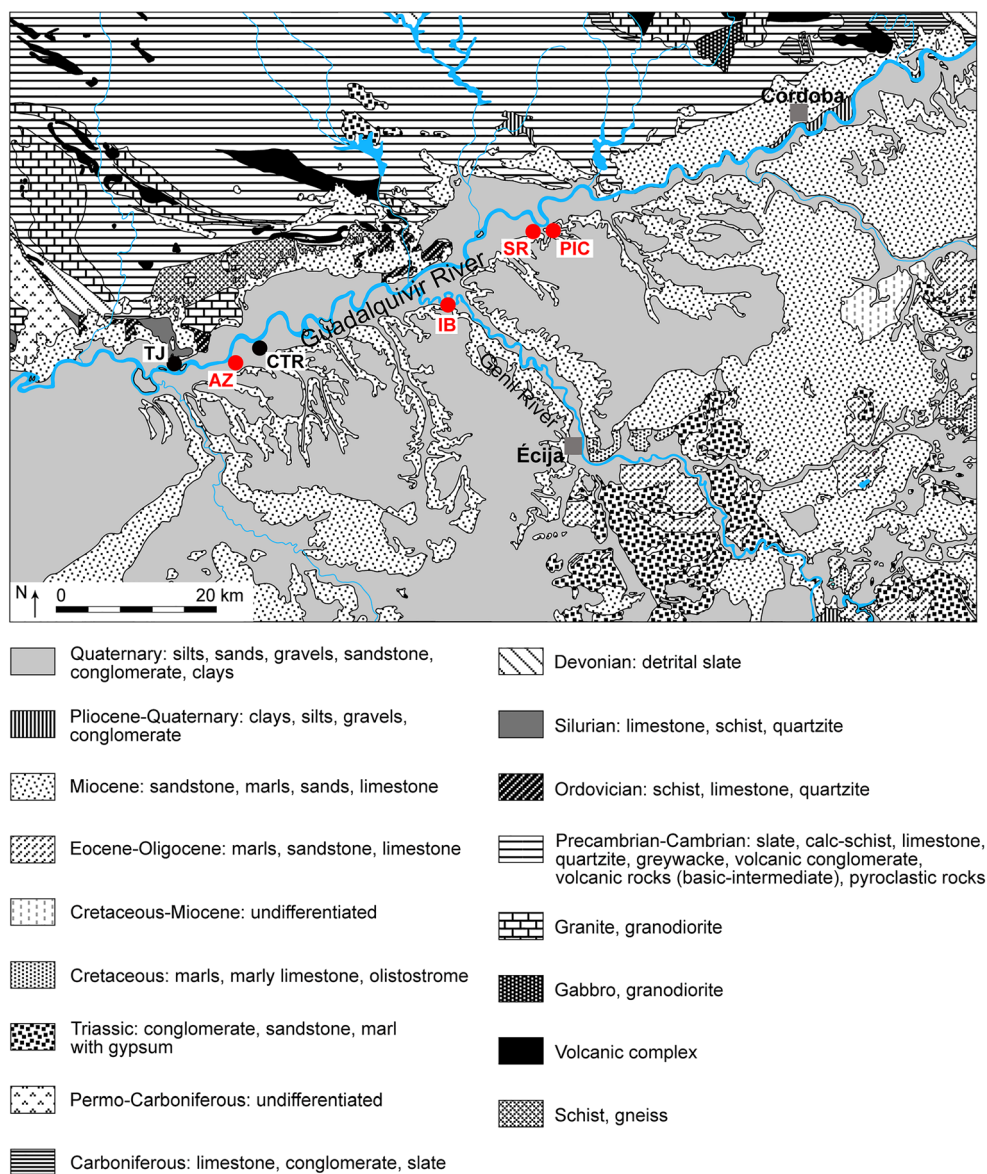 Córdoba
SR
PIC
Guadalquivir River
IB
TJ
CTR
AZ
Genil River
Écija
N
0
20 km
Quaternary: silts, sands, gravels, sandstone,
conglomerate, clays
Pliocene-Quaternary: clays, silts, gravels,
conglomerate
Miocene: sandstone, marls, sands, limestone
Eocene-Oligocene: marls, sandstone, limestone
Cretaceous-Miocene: undifferentiated
Cretaceous: marls, marly limestone, olistostrome
Triassic: conglomerate, sandstone, marl
with gypsum
Permo-Carboniferous: undifferentiated
Carboniferous: limestone, conglomerate, slate
Devonian: detrital slate
Silurian: limestone, schist, quartzite
Ordovician: schist, limestone, quartzite
Precambrian-Cambrian: slate, calc-schist, limestone,
quartzite, greywacke, volcanic conglomerate,
volcanic rocks (basic-intermediate), pyroclastic rocks
Granite, granodiorite
Gabbro, granodiorite
Volcanic complex
Schist, gneiss